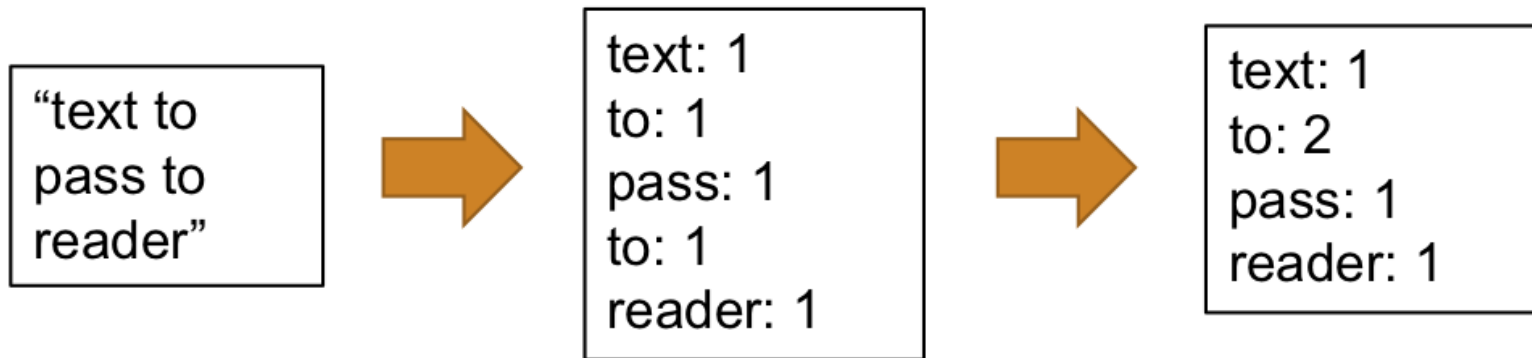 “text to
pass to
reader”
text: 1
to: 1
pass: 1
to: 1
reader: 1
text: 1
to: 2
pass: 1
reader: 1